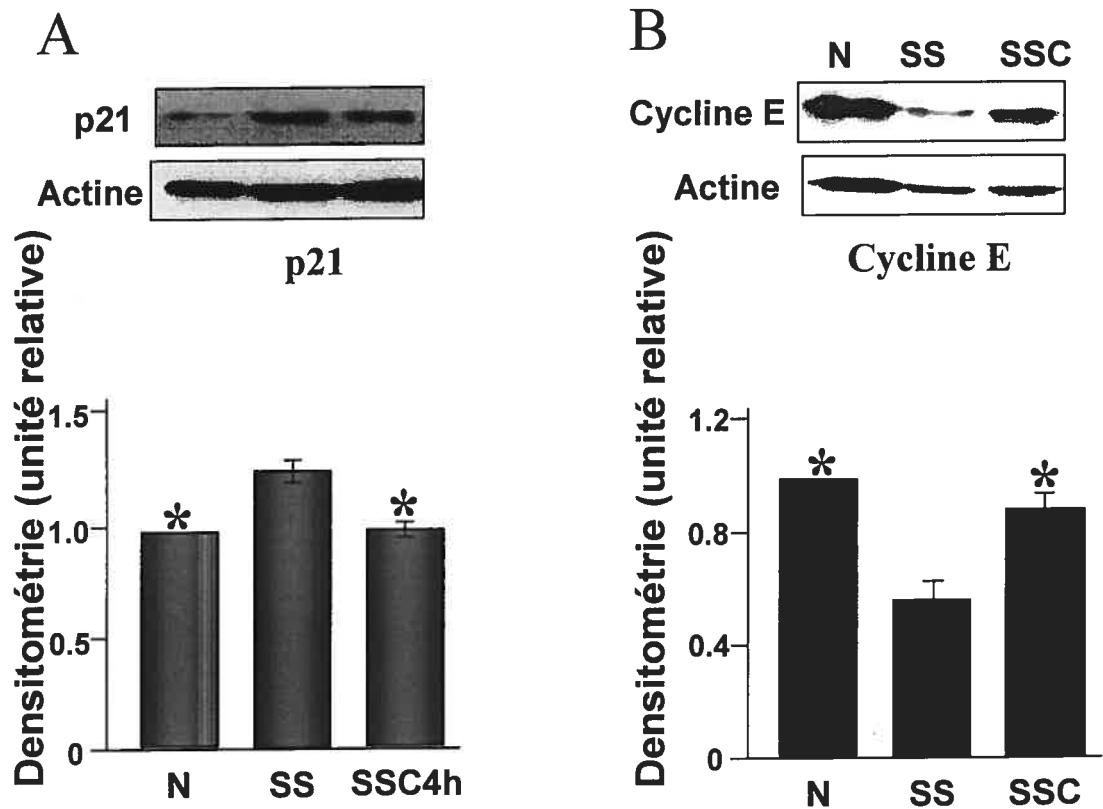 A
p21
Actine
p21
Densitométrie (unité relative)
1.5
1.0
0.5
0
*
*
N SS SSC4h
B
N SS SSC
Cycline E
Actine
Cycline E
Densitométrie (unité relative)
1.2
0.8
0.4
0
*
*
N SS SSC